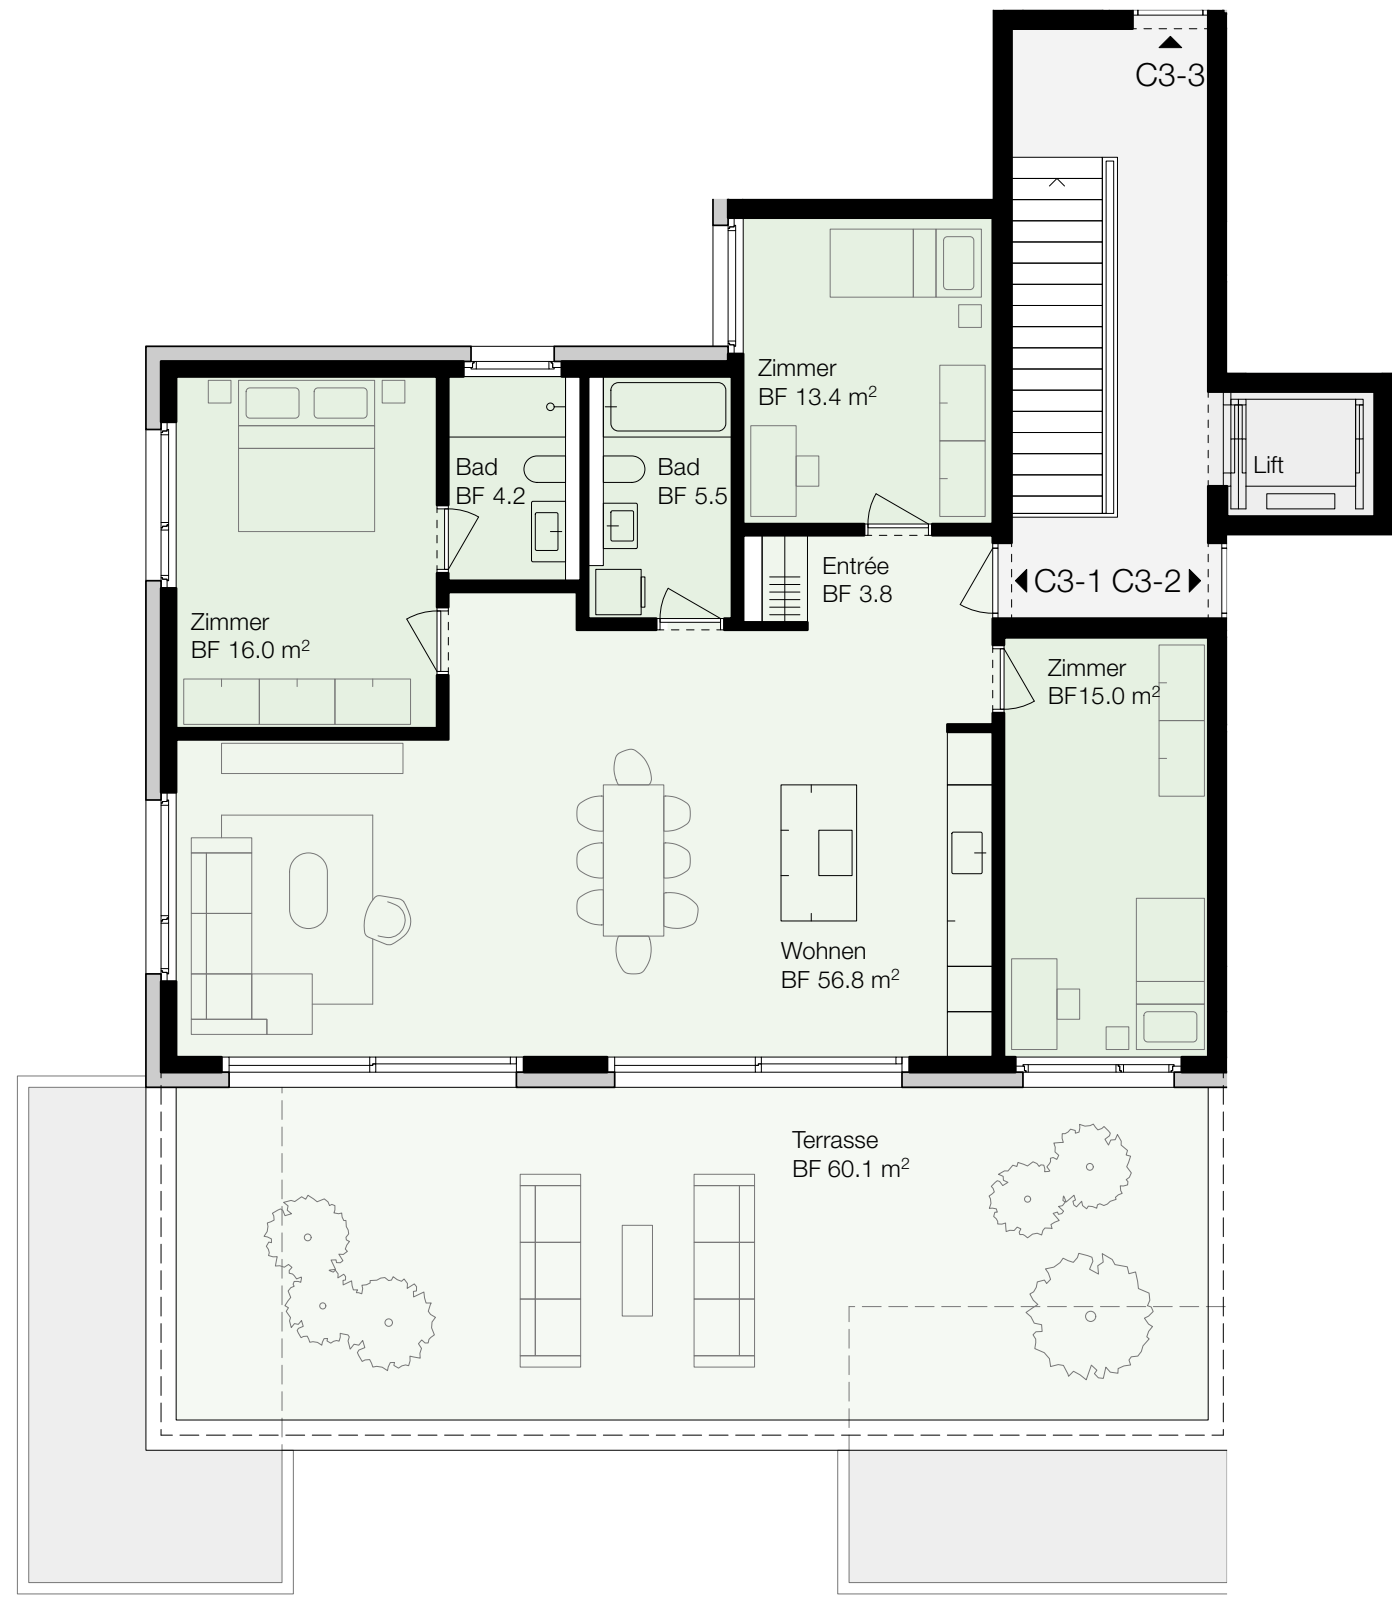 C3-3
Zimmer
BF 13.4 m²
Bad
BF 4.2
Bad
BF 5.5
Lift
Entrée
BF 3.8
C3-1 C3-2
Zimmer
BF 16.0 m²
Zimmer
BF15.0 m²
Wohnen
BF 56.8 m²
Terrasse
BF 60.1 m²